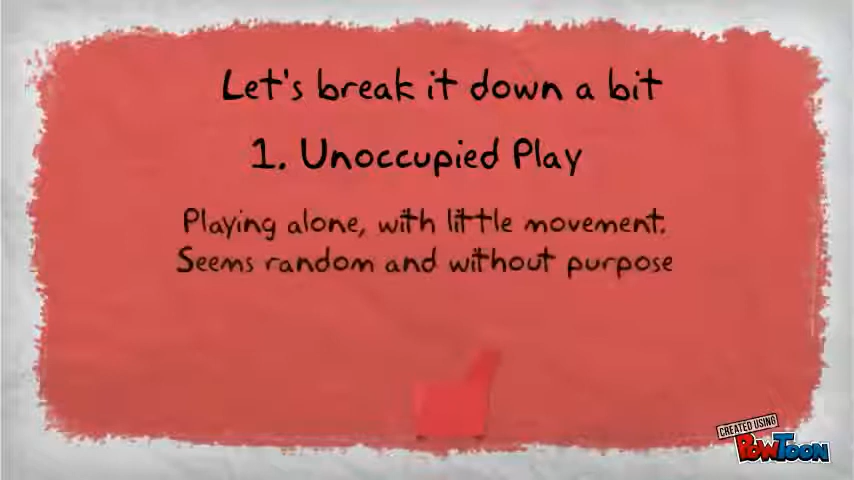 Let's break it down a bit
1. Unoccupied Play
Playing alone, with little movement.
Seems random and without purpose
CREATED USING
POWTOON